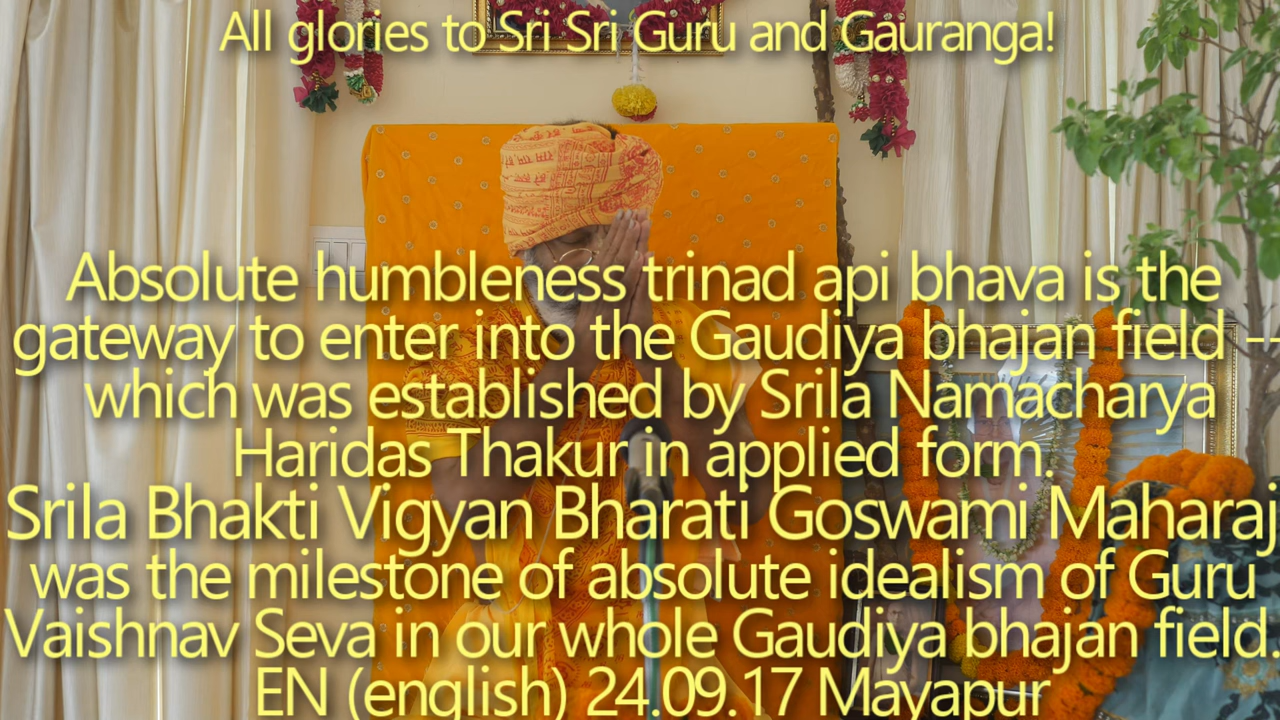 All glories to Sri Sri Guru and Gauranga!
Absolute humbleness trinad api bhava is the
gateway to enter into the Gaudiya bhajan field --
which was established by Srila Namacharya
Haridas Thakur in applied form.
Srila Bhakti Vigyan Bharati Goswami Maharaj
was the milestone of absolute idealism of Guru
Vaishnav Seva in our whole Gaudiya bhajan field.
EN (english) 24.09.17 Mayapur